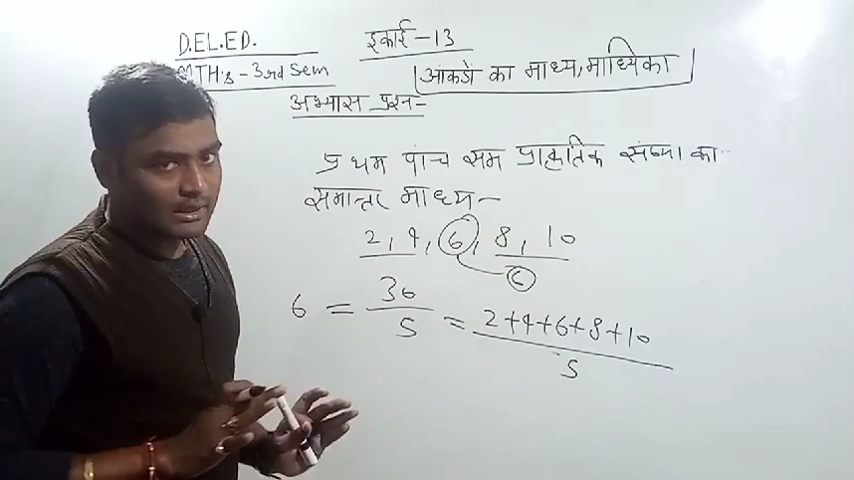 D.EL.ED. इकाई-13
TH's-3rd Sem आंकडों का माध्य, माध्यिका
अभ्यास प्रश्न-
प्रथम पांच सम प्राकृतिक संख्या का
समान्तर माध्य-
2, 4, 6, 8, 10
6
6 = 30/5 = 2+4+6+8+10/5